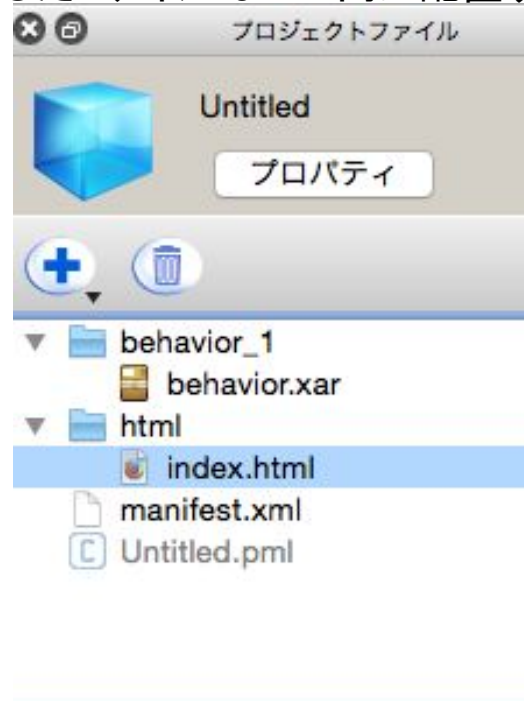 プロジェクトファイル
Untitled
プロパティ
behavior_1
behavior.xar
html
index.html
manifest.xml
Untitled.pml